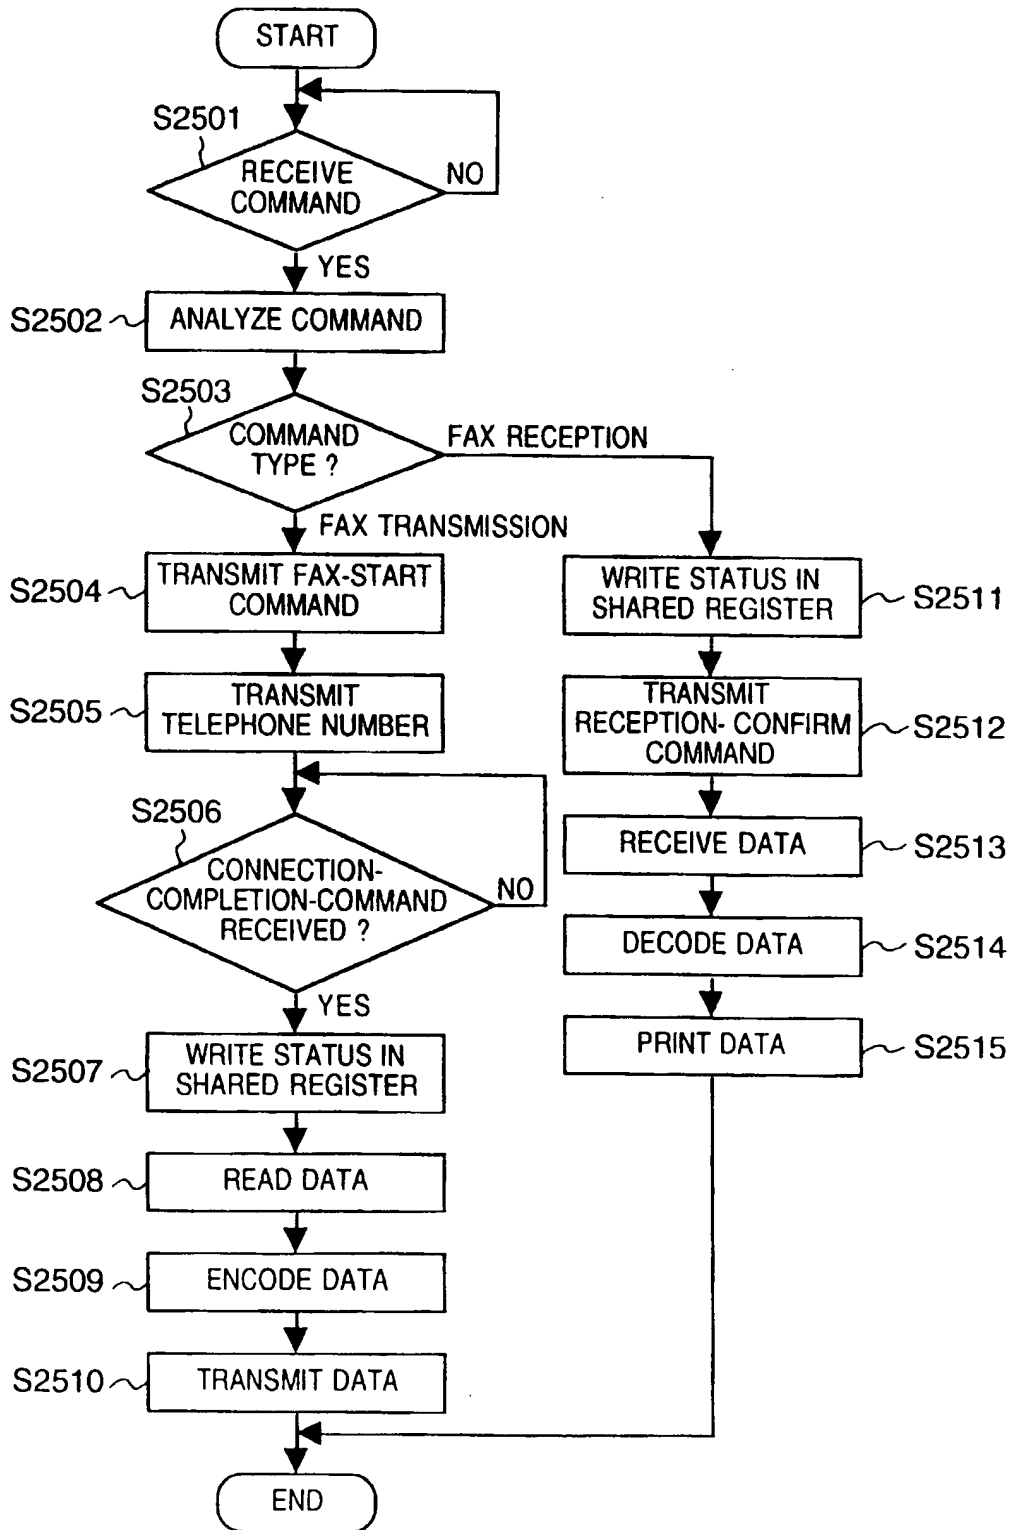 START
S2501
RECEIVE
COMMAND
NO
YES
S2502
ANALYZE COMMAND
S2503
COMMAND
TYPE ?
FAX RECEPTION
FAX TRANSMISSION
S2504
TRANSMIT FAX-START
COMMAND
S2505
TRANSMIT
TELEPHONE NUMBER
S2506
CONNECTION-
COMPLETION-COMMAND
RECEIVED ?
NO
YES
S2507
WRITE STATUS IN
SHARED REGISTER
S2508
READ DATA
S2509
ENCODE DATA
S2510
TRANSMIT DATA
WRITE STATUS IN
SHARED REGISTER
S2511
TRANSMIT
RECEPTION- CONFIRM
COMMAND
S2512
RECEIVE DATA
S2513
DECODE DATA
S2514
PRINT DATA
S2515
END